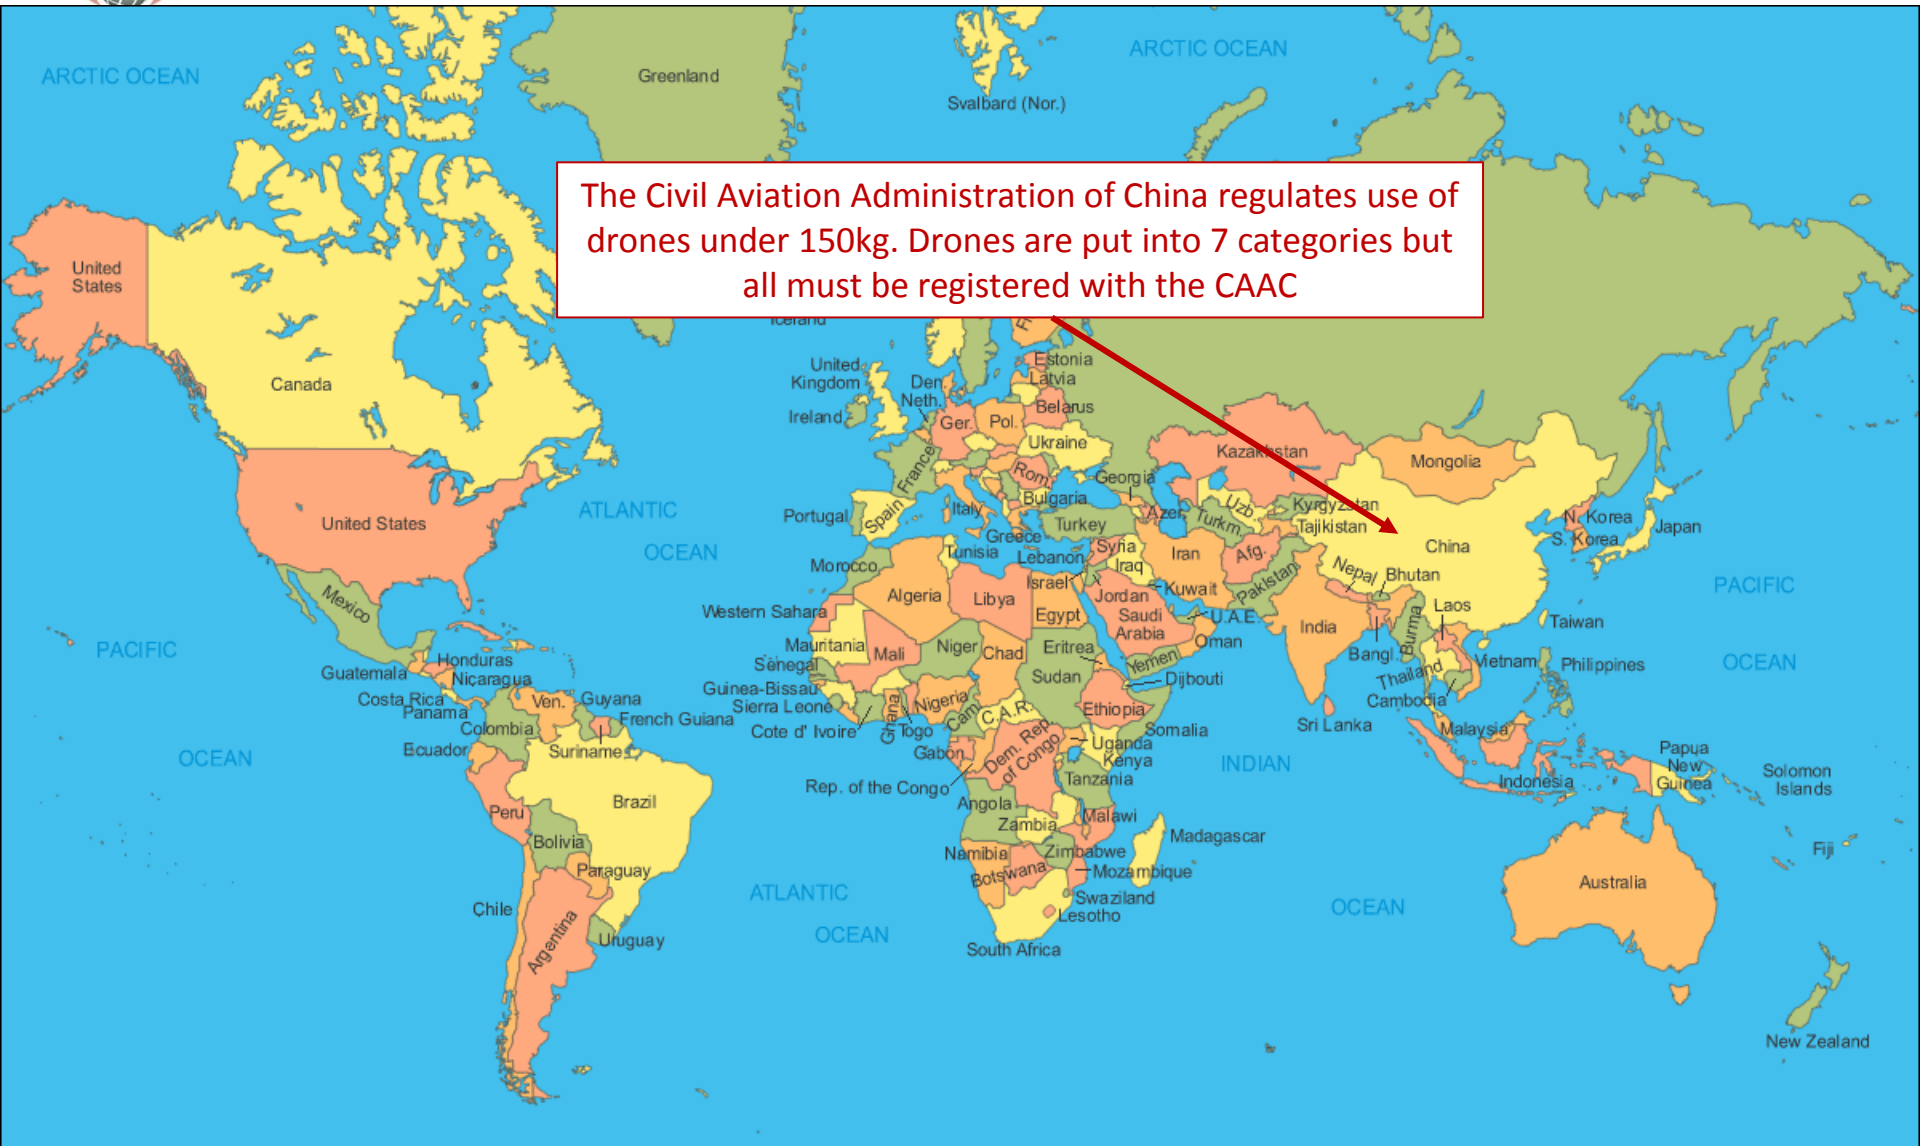 ARCTIC OCEAN
ARCTIC OCEAN
Greenland
Svalbard (Nor.)
The Civil Aviation Administration of China regulates use of
drones under 150kg. Drones are put into 7 categories but
all must be registered with the CAAC
United
States
Canada
Iceland
United
Kingdom
Ireland
Den.
Neth.
Estonia
Latvia
Belarus
Ger.
Pol.
Ukraine
France
Rom.
Bulgaria
Georgia
Kazakhstan
Mongolia
United States
ATLANTIC
OCEAN
Portugal
Spain
Italy
Greece
Turkey
Azer.
Turkm.
Uzb.
Kyrgyzstan
Tajikistan
China
N. Korea
S. Korea
Japan
Morocco
Tunisia
Lebanon
Syria
Iraq
Israel
Jordan
Kuwait
Iran
Afg.
Pakistan
Nepal
Bhutan
PACIFIC
OCEAN
Mexico
Western Sahara
Algeria
Libya
Egypt
Saudi
Arabia
U.A.E.
Oman
India
Bangl.
Burma
Laos
Taiwan
PACIFIC
OCEAN
Mauritania
Mali
Niger
Chad
Eritrea
Sudan
Yemen
Djibouti
Thailand
Vietnam
Cambodia
Philippines
Guatemala
Honduras
Nicaragua
Costa Rica
Panama
Senegal
Guinea-Bissau
Sierra Leone
Cote d' Ivoire
Ghana
Togo
Nigeria
Cam.
C.A.R.
Ethiopia
Somalia
Sri Lanka
Malaysia
Ven.
Guyana
French Guiana
Colombia
Suriname
Ecuador
Gabon
Rep. of the Congo
Dem. Rep.
of Congo
Uganda
Kenya
Tanzania
INDIAN
OCEAN
Indonesia
Papua
New
Guinea
Solomon
Islands
Peru
Brazil
Bolivia
Paraguay
Angola
Zambia
Malawi
Madagascar
Zimbabwe
Namibia
Botswana
Mozambique
Swaziland
Lesotho
South Africa
ATLANTIC
OCEAN
Fiji
Australia
Chile
Argentina
Uruguay
New Zealand